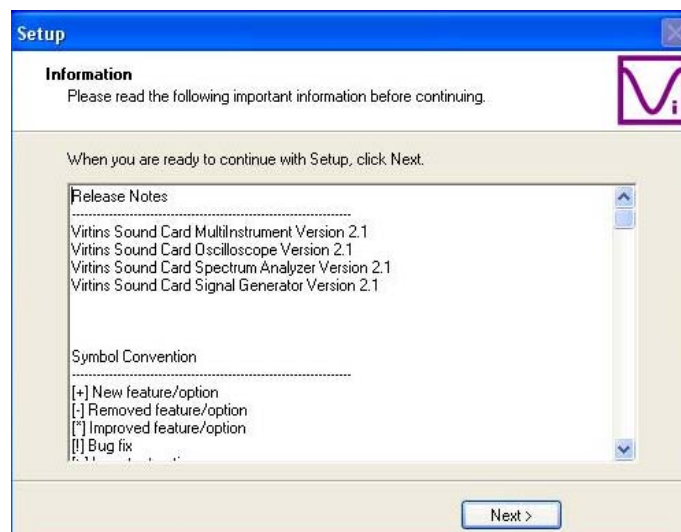 Setup
Information
Please read the following important information before continuing.
Vi
When you are ready to continue with Setup, click Next.
Release Notes
--------------------------------------------------------------------
Virtins Sound Card MultiInstrument Version 2.1
Virtins Sound Card Oscilloscope Version 2.1
Virtins Sound Card Spectrum Analyzer Version 2.1
Virtins Sound Card Signal Generator Version 2.1
Symbol Convention
--------------------------------------------------------------------
[+] New feature/option
[-] Removed feature/option
[*] Improved feature/option
[!] Bug fix
Next >